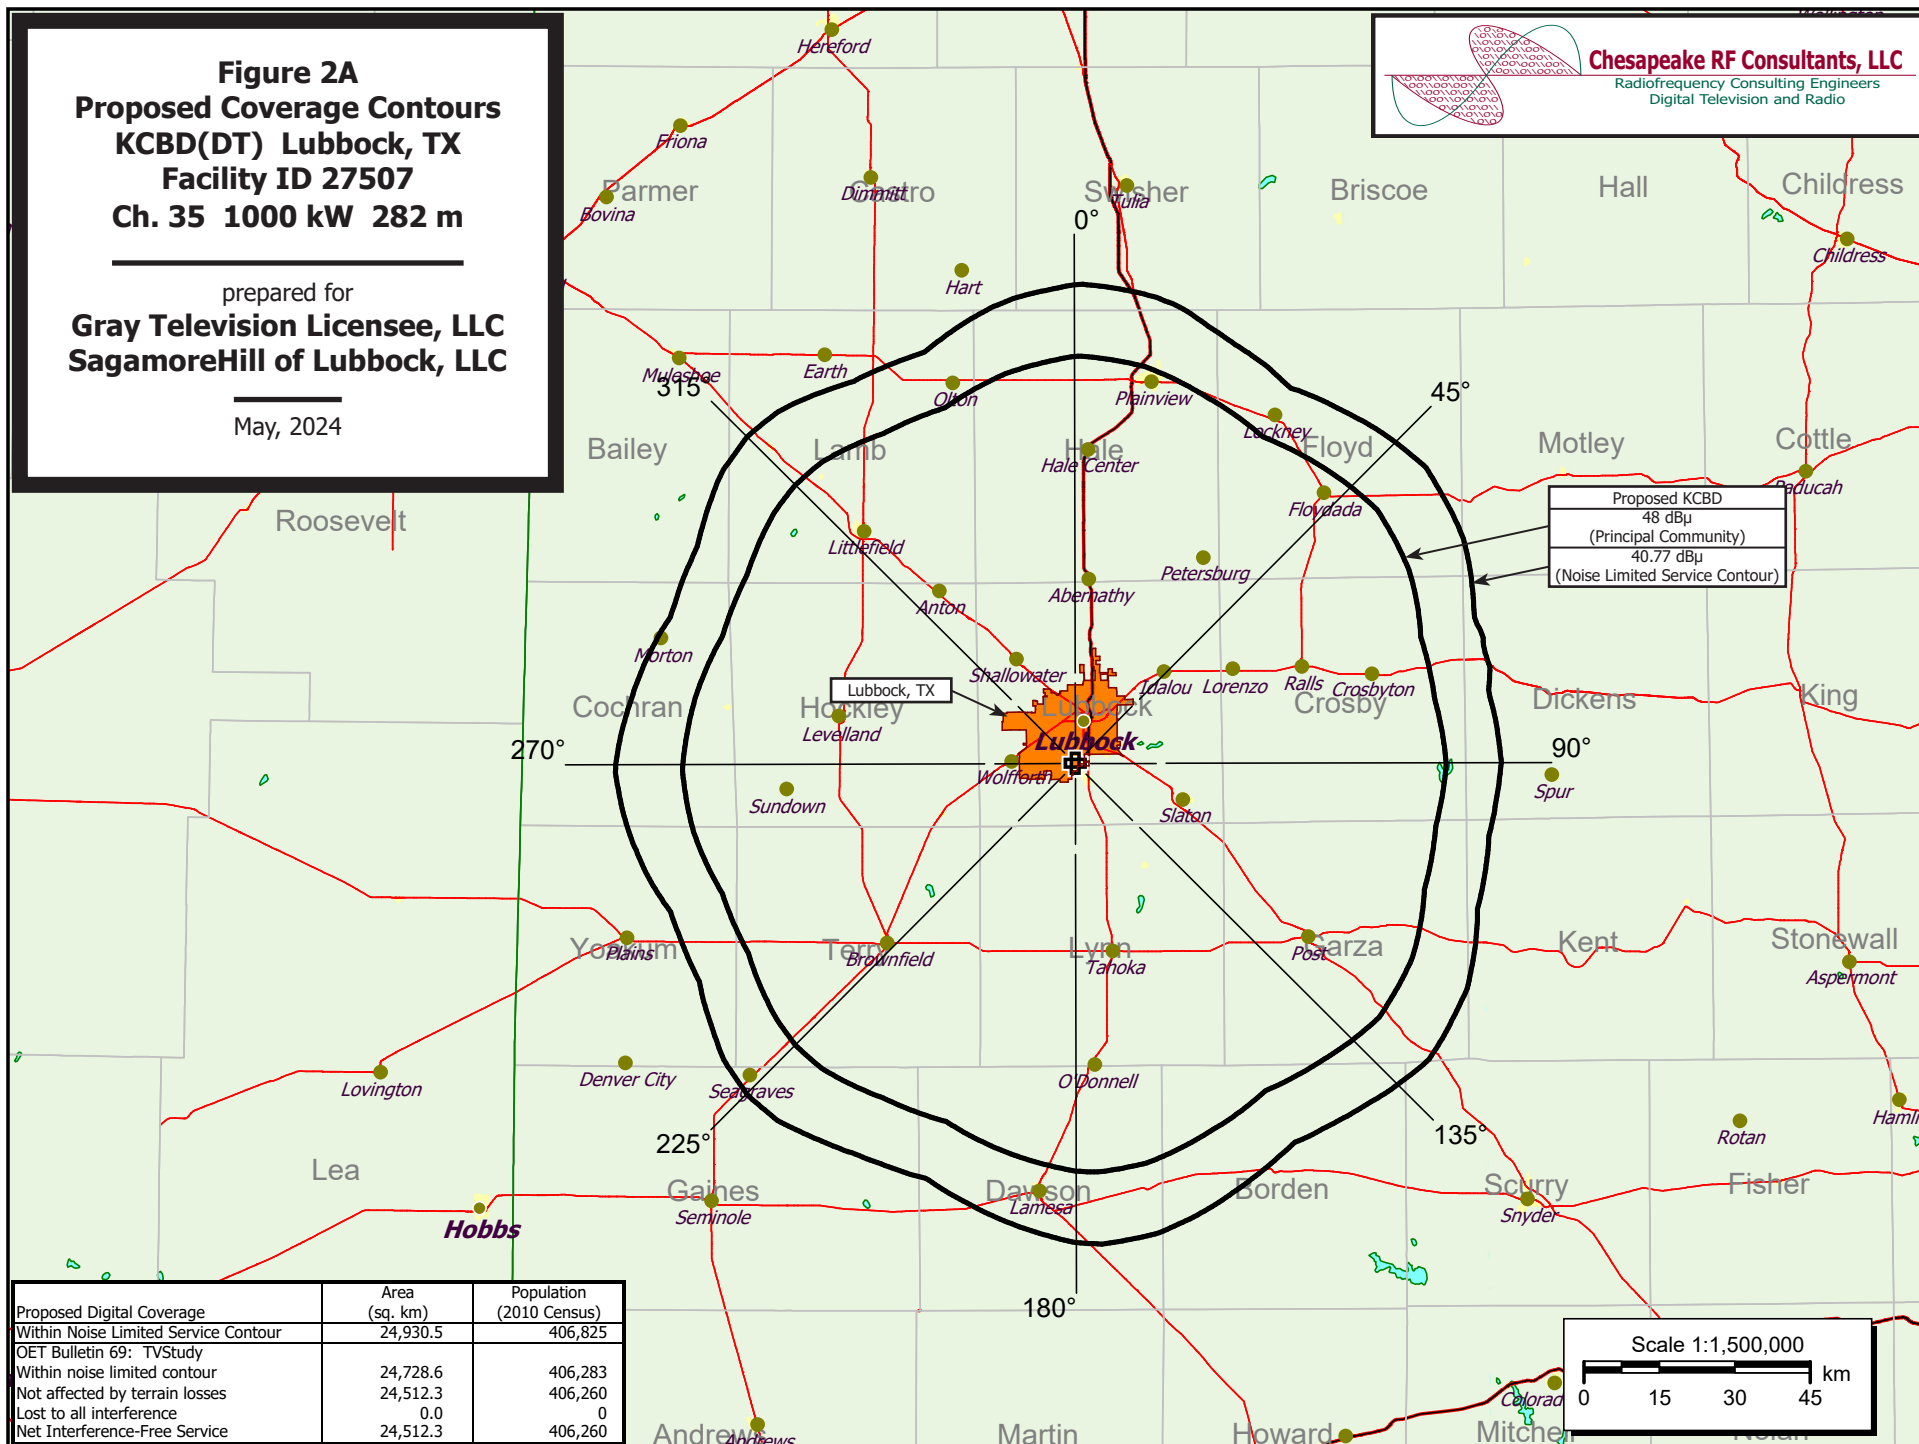 Figure 2A
Proposed Coverage Contours
KCBD(DT) Lubbock, TX
Facility ID 27507
Ch. 35 1000 kW 282 m
prepared for
Gray Television Licensee, LLC
SagamoreHill of Lubbock, LLC
May, 2024
Chesapeake RF Consultants, LLC
Radiofrequency Consulting Engineers
Digital Television and Radio
Hereford
Friona
Parmer
Bovina
Castro
Dimmitt
Swisher
Tulia
Briscoe
Hall
Childress
Childress
0°
Hart
Muleshoe
315°
Earth
Olton
Plainview
45°
Lockney
Bailey
Lamb
Hale
Hale Center
Floyd
Motley
Cottle
Paducah
Floydada
Roosevelt
Proposed KCBD
48 dBµ
(Principal Community)
40.77 dBµ
(Noise Limited Service Contour)
Littlefield
Petersburg
Anton
Abernathy
Morton
Shallowater
Idalou
Lorenzo
Ralls
Crosbyton
Lubbock, TX
Cochran
Hockley
Levelland
Lubbock
Lubbock
Crosby
Dickens
King
270°
90°
Wolfforth
Sundown
Slaton
Spur
Yoakum
Plains
Terry
Brownfield
Lynn
Tahoka
Post
Garza
Kent
Stonewall
Aspermont
Lovington
Denver City
Seagraves
O'Donnell
225°
135°
Rotan
Hamli
Lea
Hobbs
Gaines
Seminole
Dawson
Lamesa
Borden
Scurry
Snyder
Fisher
180°
Proposed Digital Coverage Area (sq. km) Population (2010 Census)
Within Noise Limited Service Contour 24,930.5 406,825
OET Bulletin 69: TVStudy
Within noise limited contour 24,728.6 406,283
Not affected by terrain losses 24,512.3 406,260
Lost to all interference 0.0 0
Net Interference-Free Service 24,512.3 406,260
Scale 1:1,500,000
0 15 30 45 km
Colorad
Andrews
Andrews
Martin
Howard
Mitchel